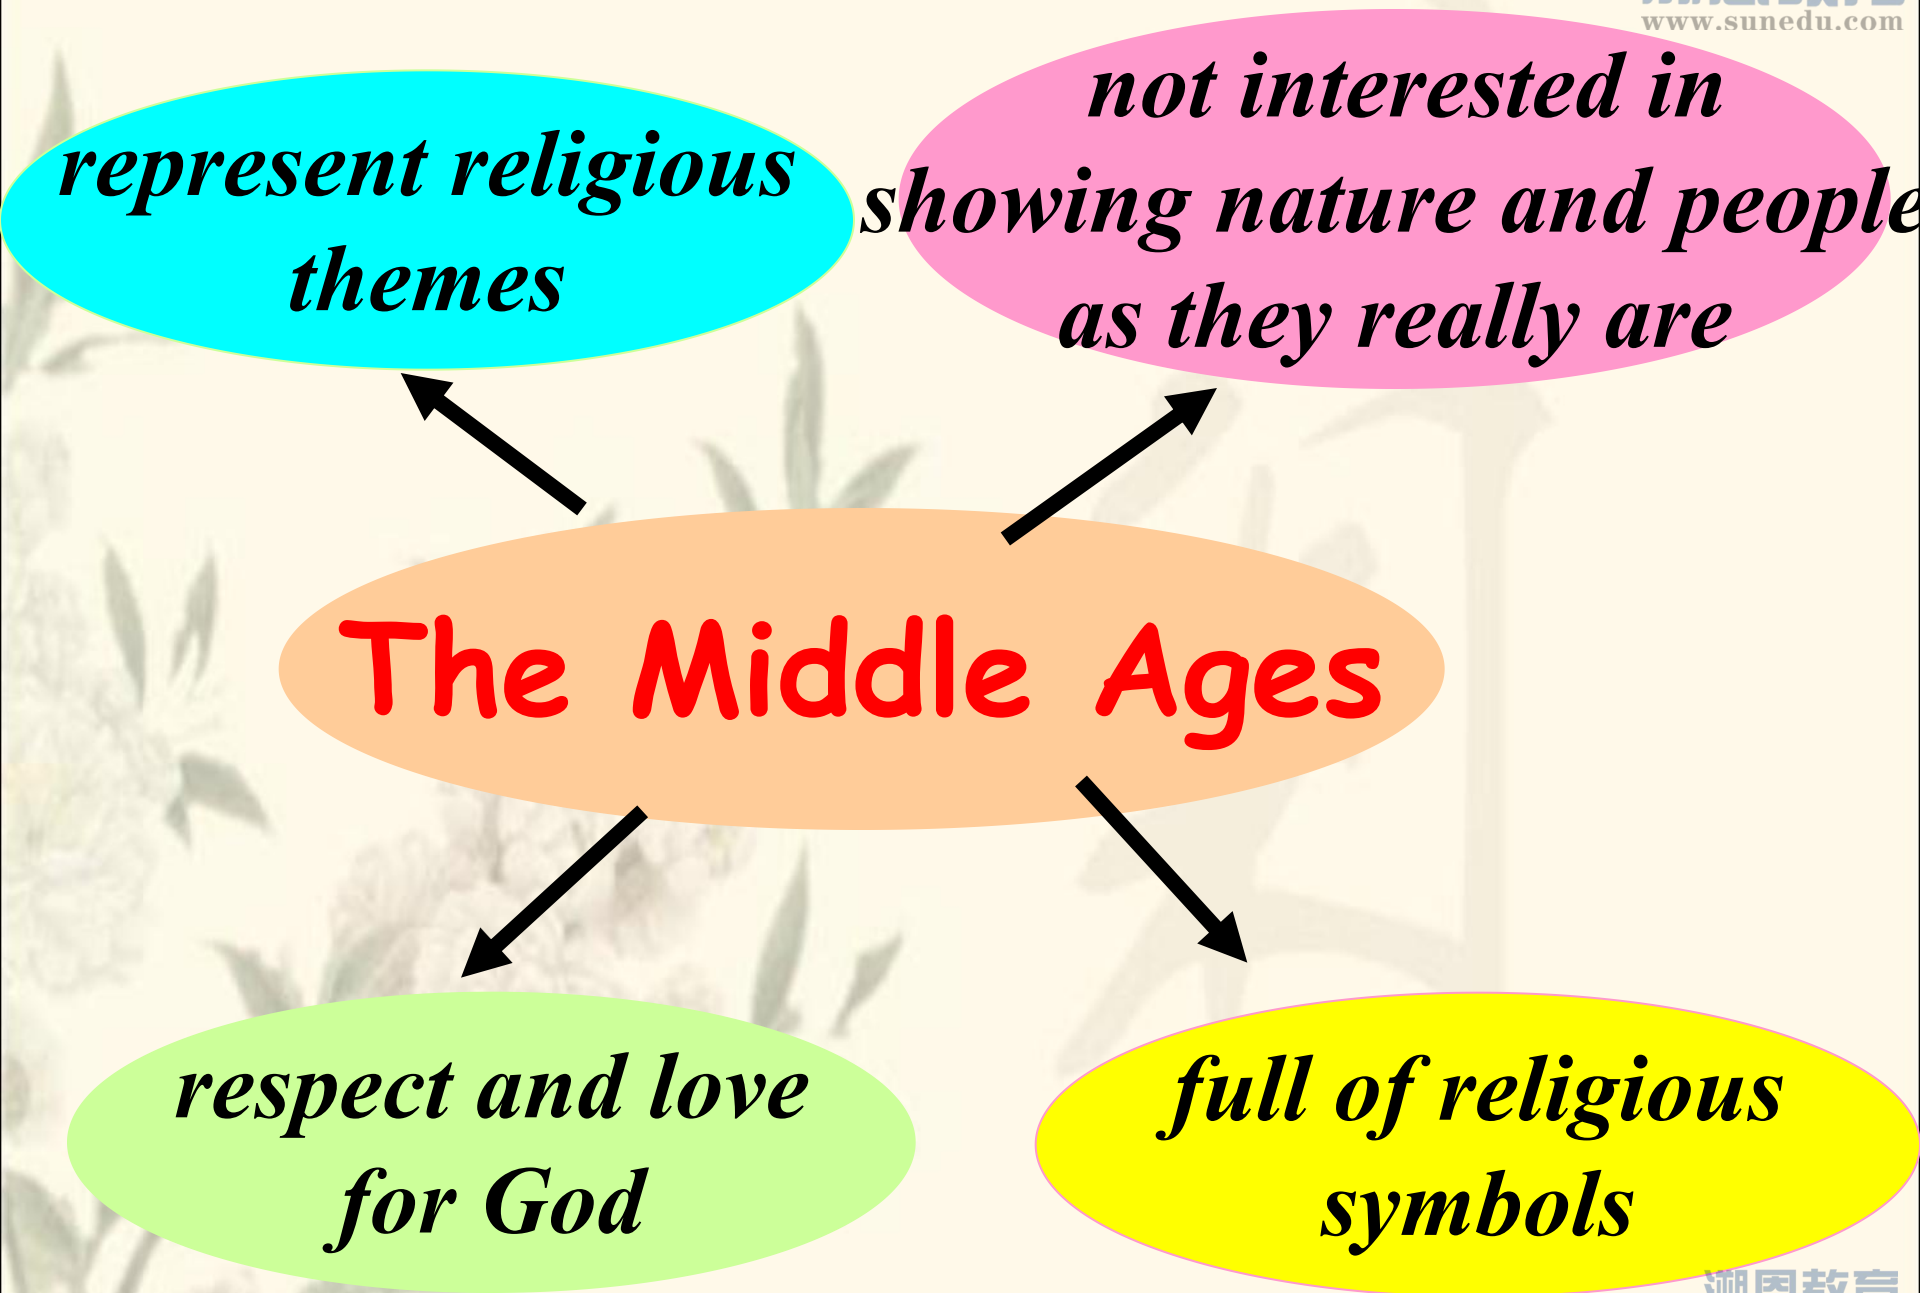 www.sunedu.com
represent religious
themes
not interested in
showing nature and people
as they really are
The Middle Ages
respect and love
for God
full of religious
symbols